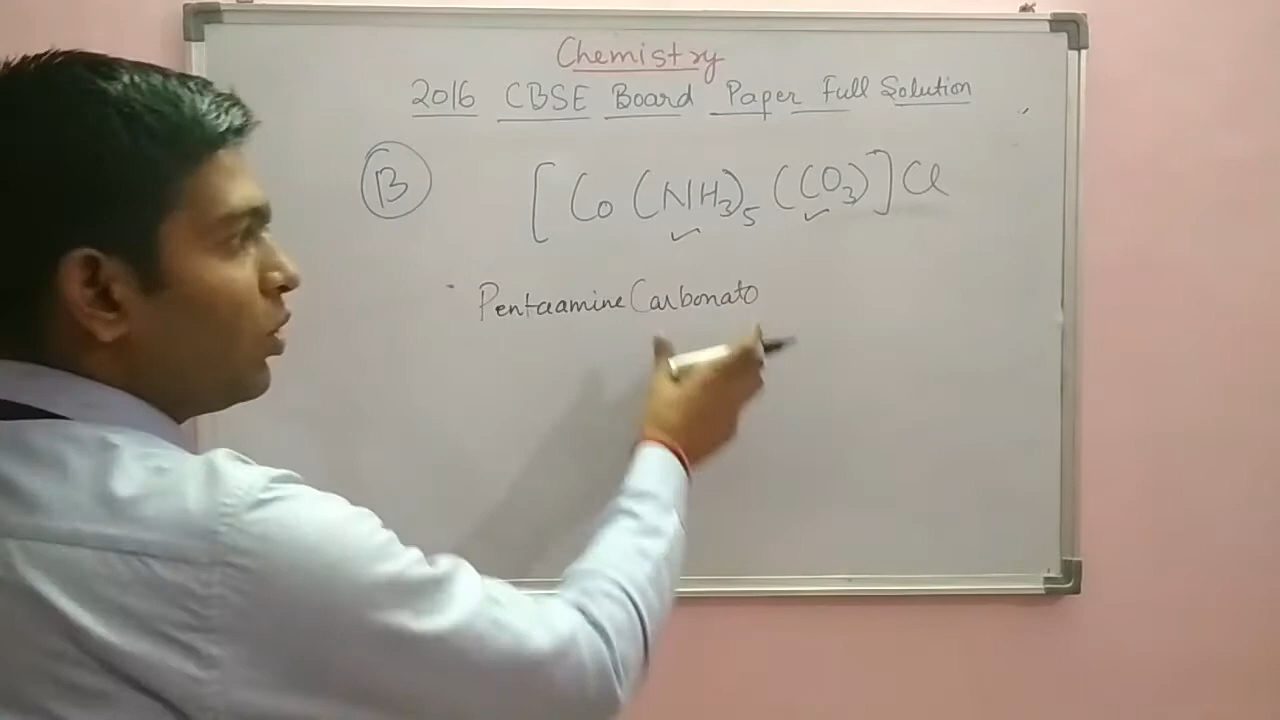 Chemistry
2016 CBSE Board Paper Full Solution
B [Co(NH3)5(CO3)]Cl
Pentaamine Carbonato